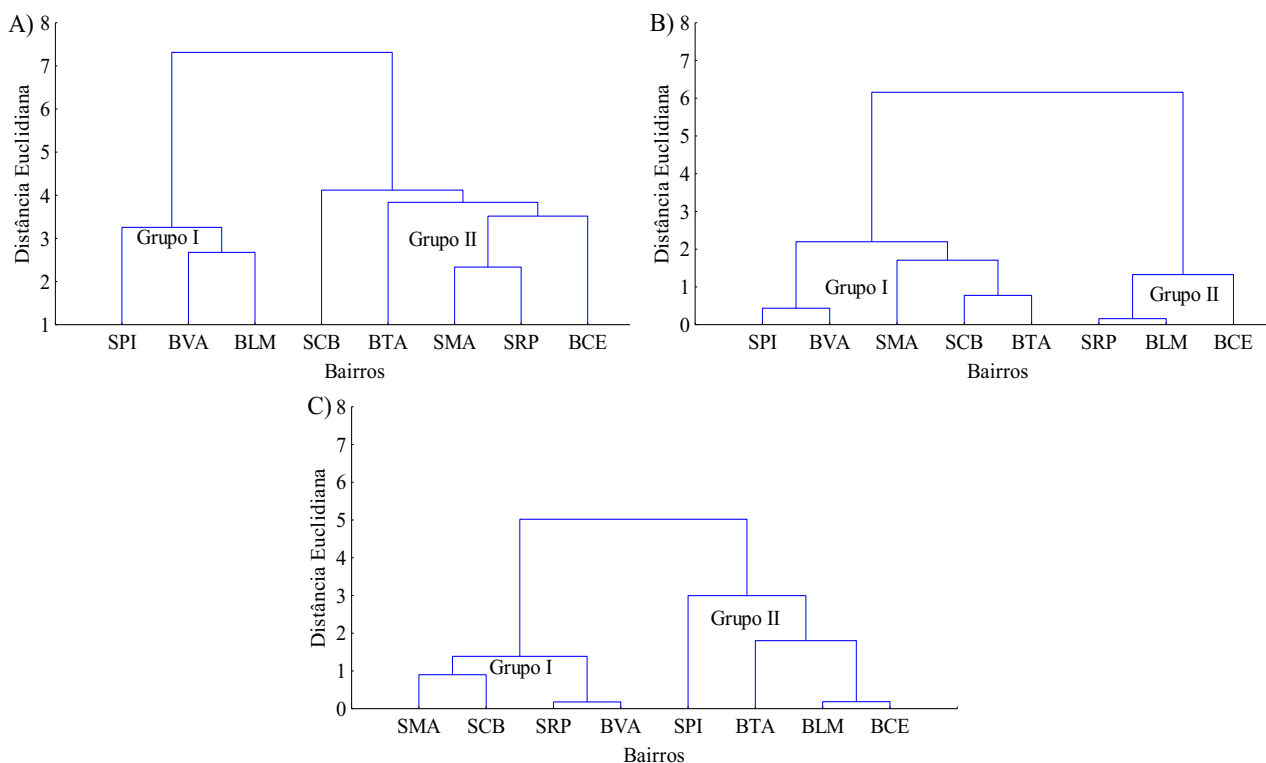 A)
Distância Euclidiana
8
7
6
5
4
3
2
1
Grupo I
Grupo II
SPI BVA BLM SCB BTA SMA SRP BCE
Bairros
B)
Distância Euclidiana
8
7
6
5
4
3
2
1
0
Grupo I
Grupo II
SPI BVA SMA SCB BTA SRP BLM BCE
Bairros
C)
Distância Euclidiana
8
7
6
5
4
3
2
1
0
Grupo I
Grupo II
SMA SCB SRP BVA SPI BTA BLM BCE
Bairros